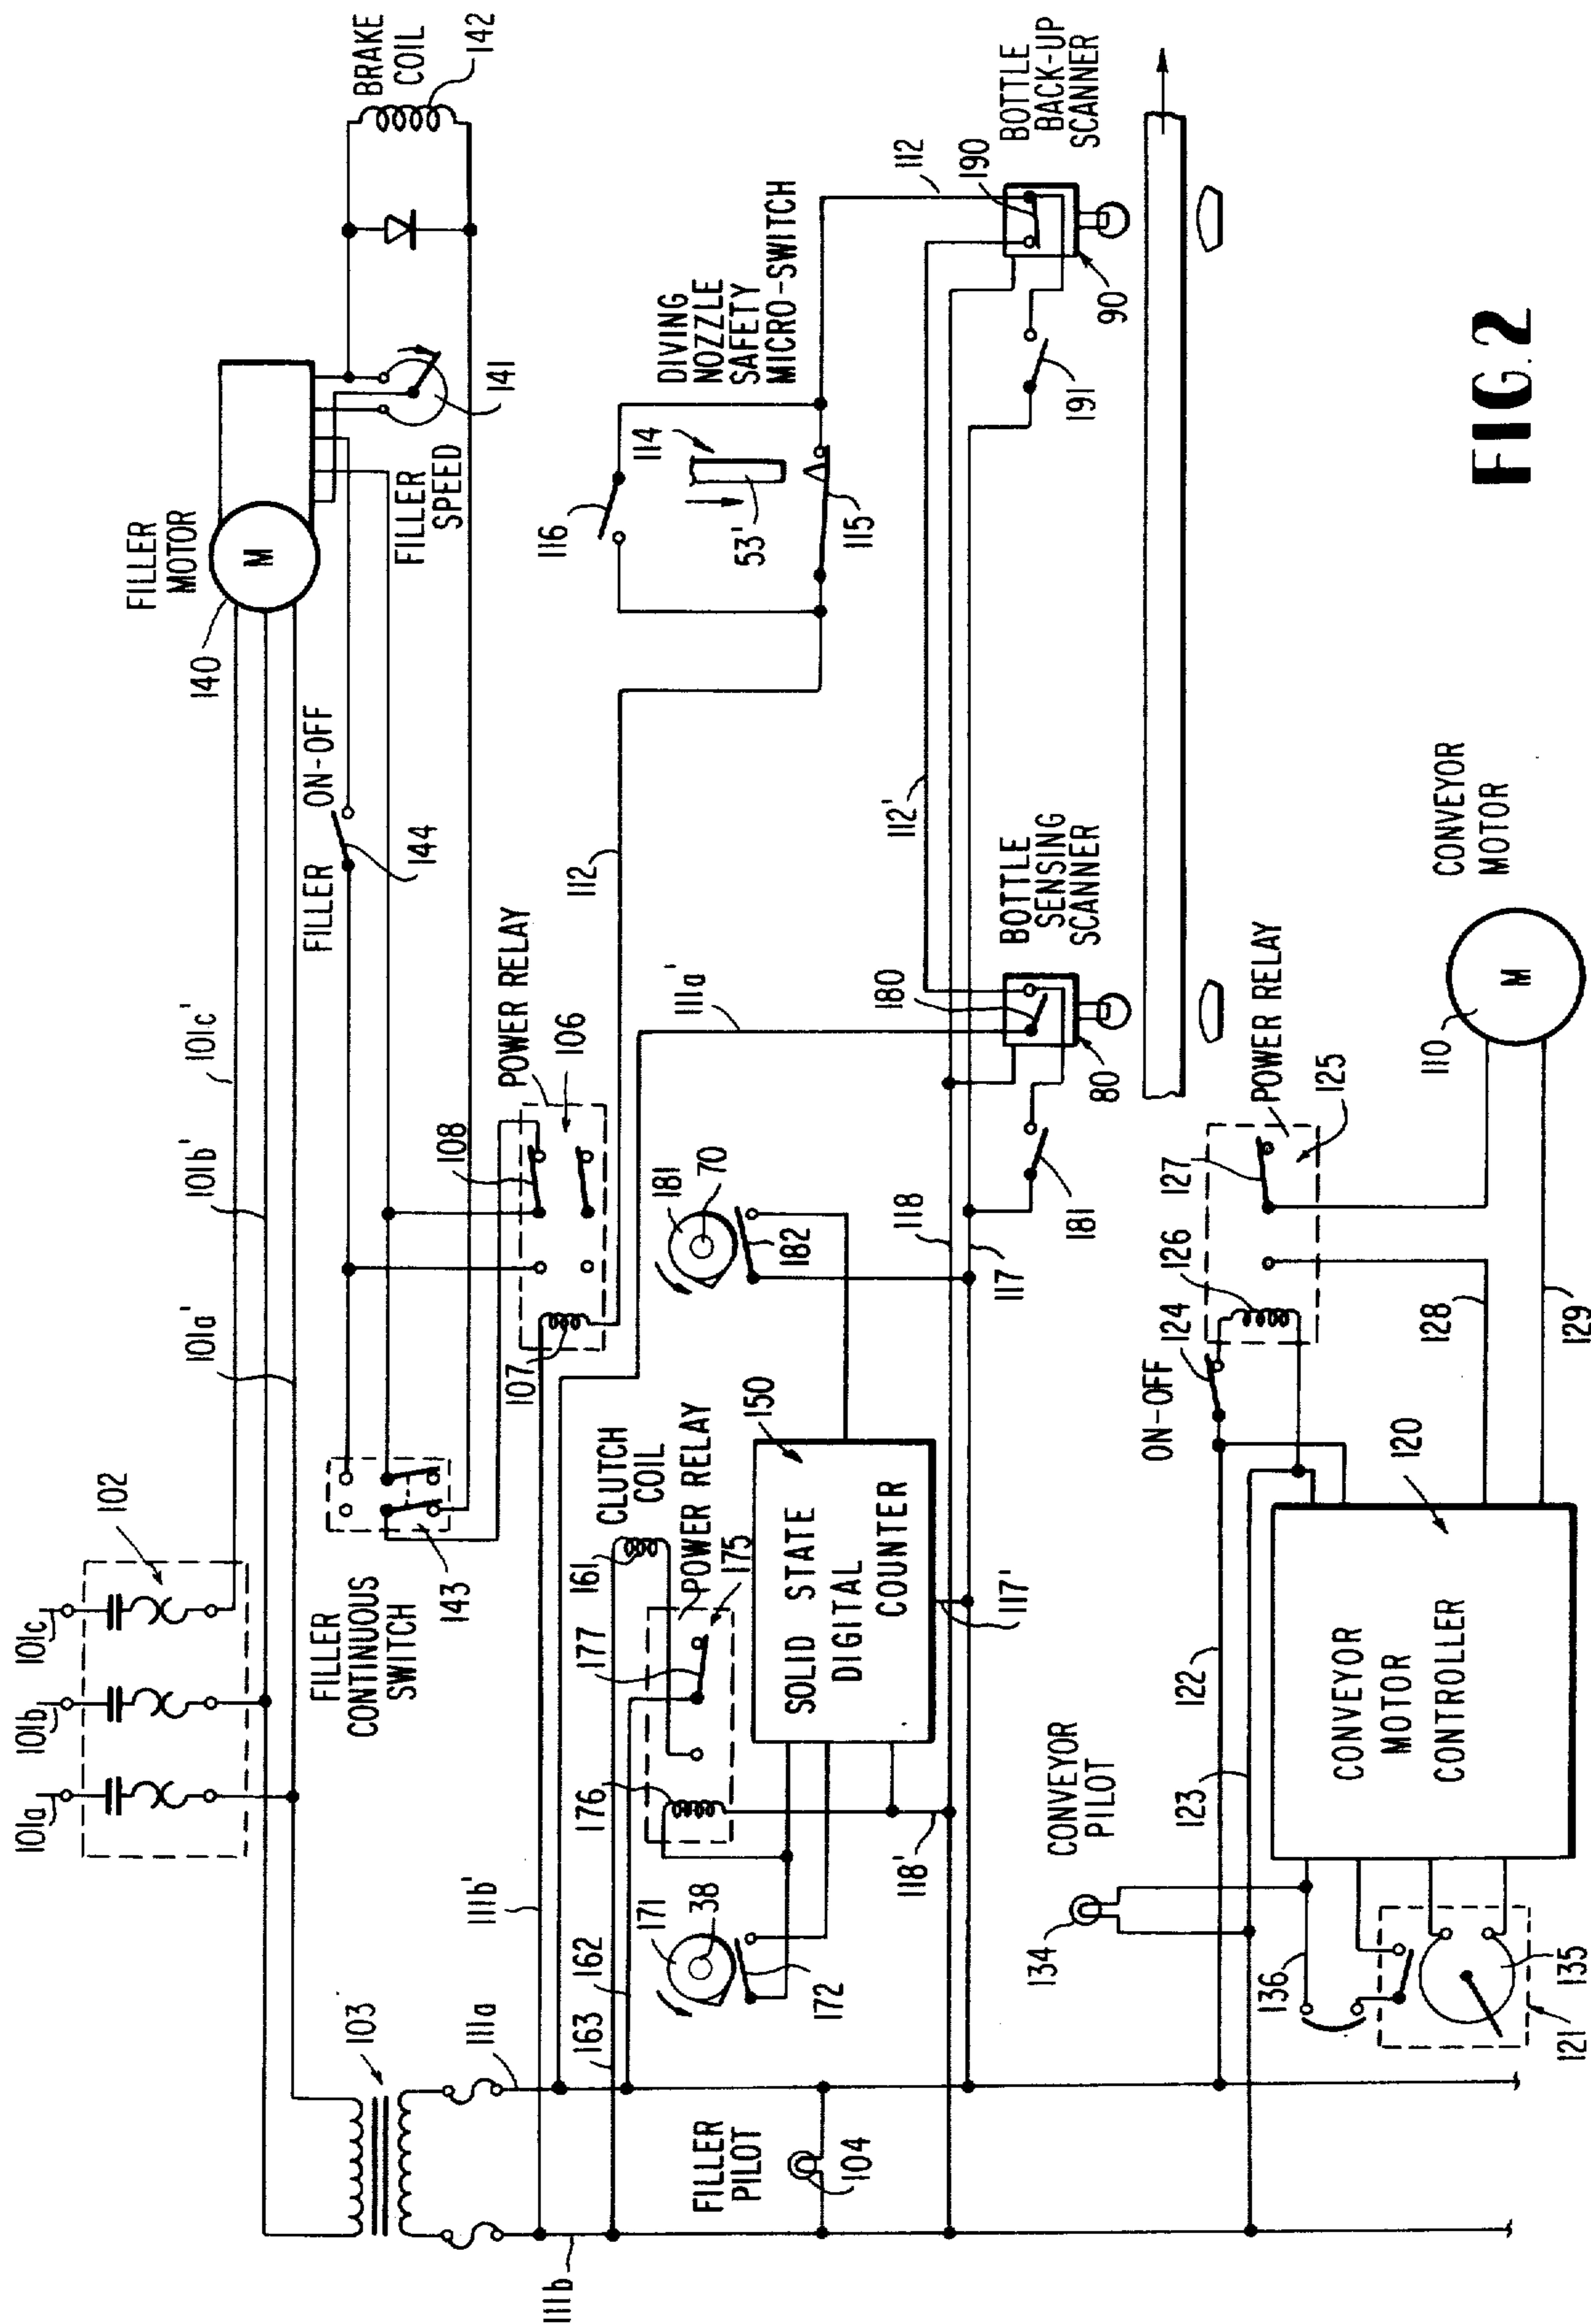 101a
101b
101c
102
101a'
101b'
101c'
103
FILLER
MOTOR
140
M
BRAKE
COIL
142
FILLER
CONTINUOUS
SWITCH
143
FILLER ON-OFF
144
FILLER
SPEED
141
111b
111a
111b'
107
POWER RELAY
106
108
112
111a'
DIVING
NOZZLE
SAFETY
MICRO-SWITCH
116
114
53'
115
163
162
CLUTCH
COIL
161
POWER RELAY
175
176
177
171
38
172
SOLID STATE
DIGITAL
COUNTER
150
181
70
182
FILLER
PILOT
104
118'
117'
118
117
181
BOTTLE
SENSING
SCANNER
180
80
112'
BOTTLE
BACK-UP
SCANNER
112
190
90
191
CONVEYOR
PILOT
134
122
123
ON-OFF
124
126
127
POWER RELAY
125
CONVEYOR
MOTOR
CONTROLLER
120
136
135
121
128
129
CONVEYOR
MOTOR
110
M
FIG. 2